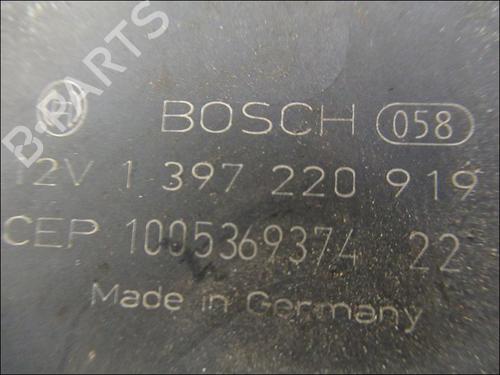 B-PARTS
BOSCH 058
12V 1 397 220 919
CEP 1005369374 22
Made in Germany